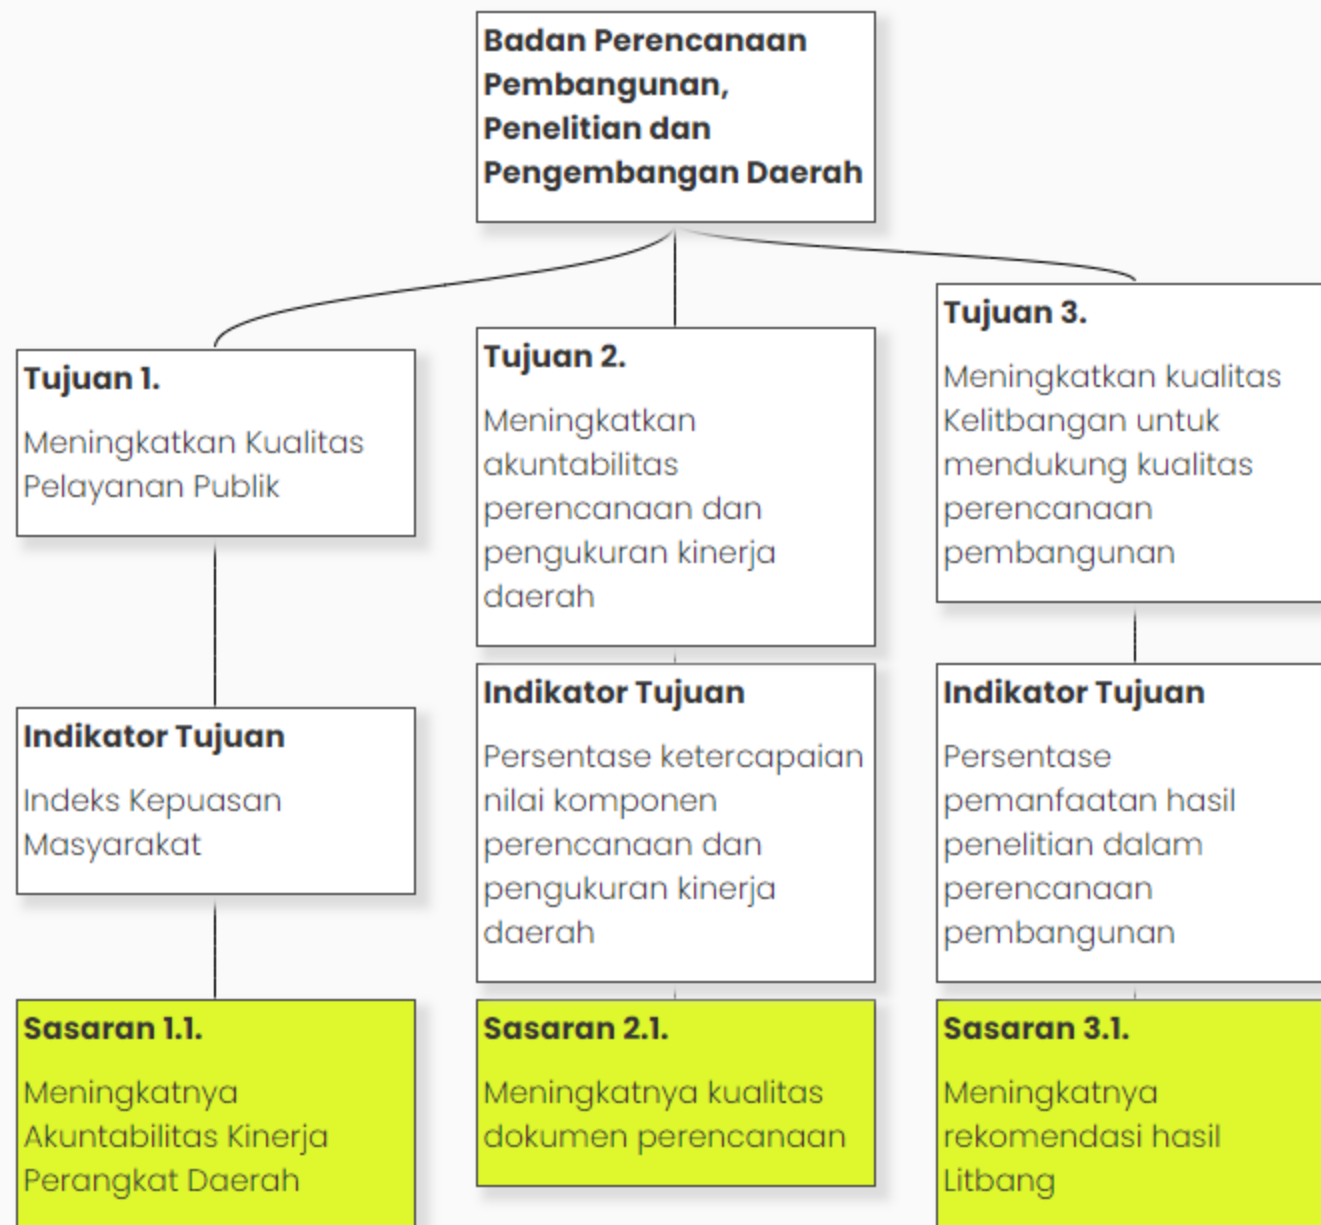 Badan Perencanaan
Pembangunan,
Penelitian dan
Pengembangan Daerah
Tujuan 1.
Meningkatkan Kualitas
Pelayanan Publik
Indikator Tujuan
Indeks Kepuasan
Masyarakat
Sasaran 1.1.
Meningkatnya
Akuntabilitas Kinerja
Perangkat Daerah
Tujuan 2.
Meningkatkan
akuntabilitas
perencanaan dan
pengukuran kinerja
daerah
Indikator Tujuan
Persentase ketercapaian
nilai komponen
perencanaan dan
pengukuran kinerja
daerah
Sasaran 2.1.
Meningkatnya kualitas
dokumen perencanaan
Tujuan 3.
Meningkatkan kualitas
Kelitbangan untuk
mendukung kualitas
perencanaan
pembangunan
Indikator Tujuan
Persentase
pemanfaatan hasil
penelitian dalam
perencanaan
pembangunan
Sasaran 3.1.
Meningkatnya
rekomendasi hasil
Litbang